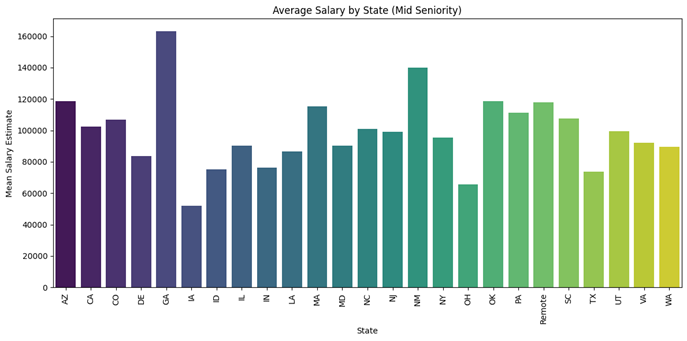 Average Salary by State (Mid Seniority)
160000
140000
120000
100000
80000
60000
40000
20000
0
Mean Salary Estimate
AZ
CA
CO
DE
GA
IA
ID
IL
IN
LA
MA
MD
NC
NJ
NM
NY
OH
OK
PA
Remote
SC
TX
UT
VA
WA
State